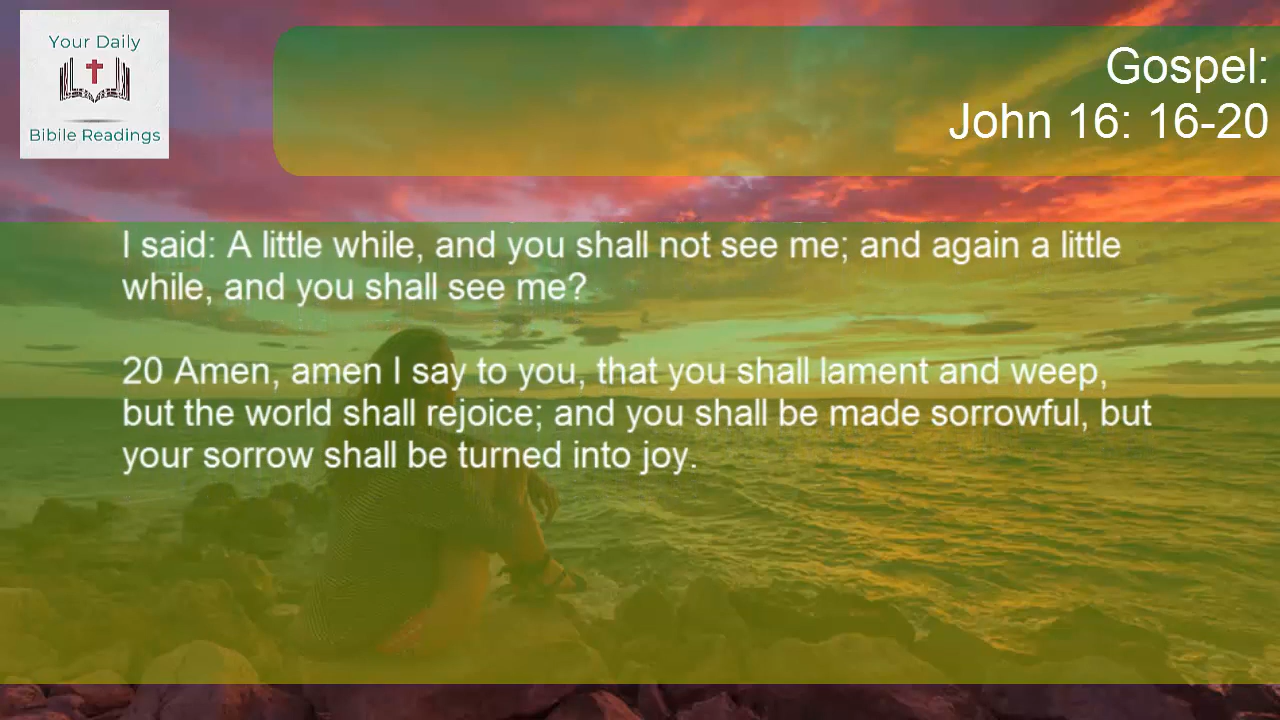 Your Daily
Bibile Readings
Gospel:
John 16: 16-20
I said: A little while, and you shall not see me; and again a little
while, and you shall see me?
20 Amen, amen I say to you, that you shall lament and weep,
but the world shall rejoice; and you shall be made sorrowful, but
your sorrow shall be turned into joy.